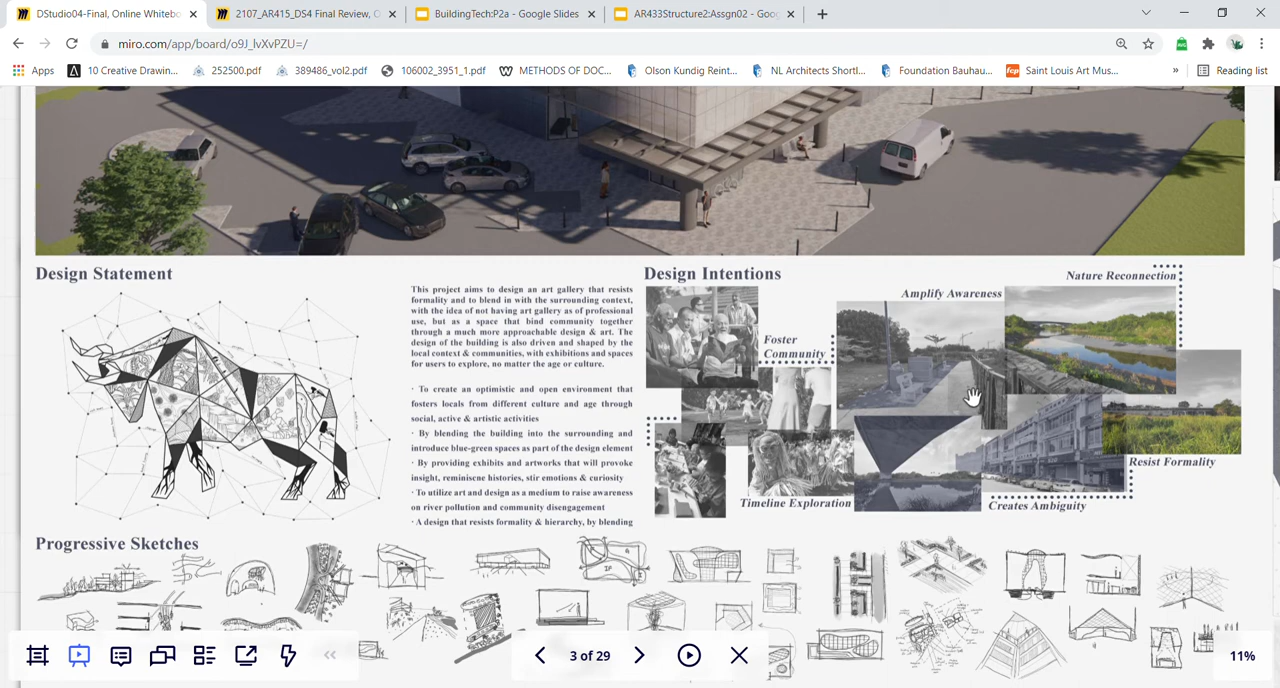 DStudio04-Final, Online Whitebo
2107_AR415_DS4 Final Review, O
BuildingTech:P2a - Google Slides
AR433Structure2:Assgn02 - Goog
miro.com/app/board/o9J_lvXvPZU=/
Apps
10 Creative Drawin...
252500.pdf
389486_vol2.pdf
106002_3951_1.pdf
METHODS OF DOC...
Olson Kundig Reint...
NL Architects Shortl...
Foundation Bauhau...
Saint Louis Art Mus...
»
Reading list
Design Statement
This project aims to design an art gallery that resists
formality and to blend in with the surrounding context,
with the idea of not having art gallery as of professional
use, but as a space that bind community together
through a much more approachable design & art. The
design of the building is also driven and shaped by the
local context & communities, with exhibitions and spaces
for users to explore, no matter the age or culture.
· To create an optimistic and open environment that
fosters locals from different culture and age through
social, active & artistic activities
· By blending the building into the surrounding and
introduce blue-green spaces as part of the design element
· By providing exhibits and artworks that will provoke
insight, reminiscne histories, stir emotions & curiosity
· To utilize art and design as a medium to raise awareness
on river pollution and community disengagement
· A design that resists formality & hierarchy, by blending
Design Intentions
Nature Reconnection
Amplify Awareness
Foster
Community
Resist Formality
Timeline Exploration
Creates Ambiguity
Progressive Sketches
3 of 29
11%